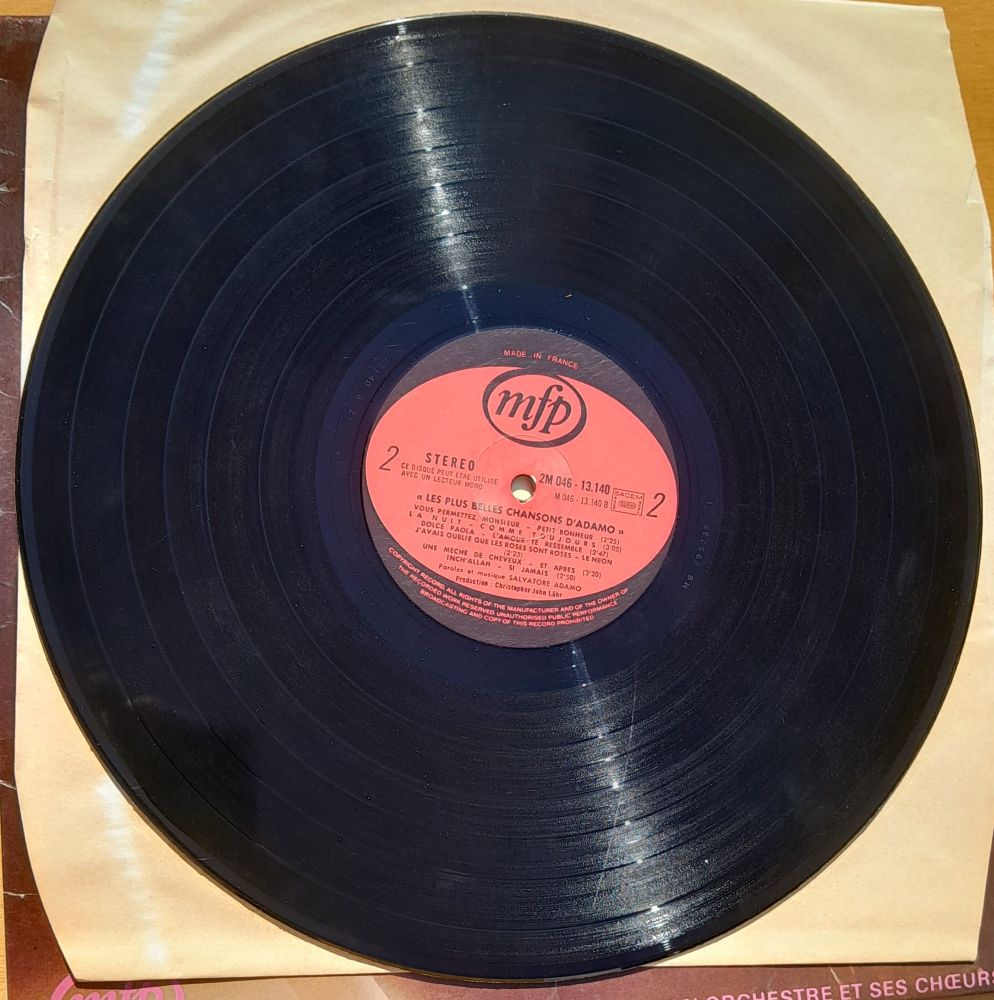 MADE IN FRANCE
mfp
2
STEREO
CE DISQUE PEUT ETRE UTILISE
AVEC UN LECTEUR MONO
2M 046 - 13.140
M 046 - 13.140 B
SACEM
2
« LES PLUS BELLES CHANSONS D'ADAMO »
VOUS PERMETTEZ, MONSIEUR - PETIT BONHEUR (2'25)
LA NUIT - COMME TOUJOURS (3'05)
DOLCE PAOLA - L'AMOUR TE RESSEMBLE (2'47)
J'AVAIS OUBLIE QUE LES ROSES SONT ROSES - LE NEON
(2'25)
UNE MECHE DE CHEVEUX - ET APRES (3'20)
INCH'ALLAH - SI JAMAIS (2'50)
Paroles et musique SALVATORE ADAMO
Production : Christopher John Lühr
COPYRIGHT RECORD. ALL RIGHTS OF THE MANUFACTURER AND OF THE OWNER OF
THE RECORDED WORK RESERVED UNAUTHORISED PUBLIC PERFORMANCE
BROADCASTING AND COPY OF THIS RECORD PROHIBITED
mfp
ORCHESTRE ET SES CHŒURS